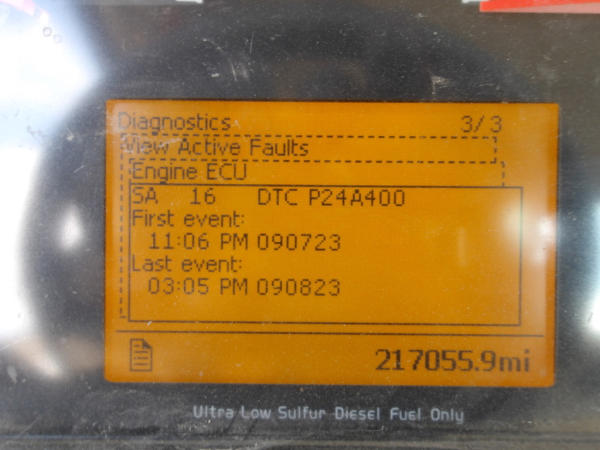 Diagnostics 3/3
View Active Faults
Engine ECU
SA 16 DTC P24A400
First event:
11:06 PM 090723
Last event:
03:05 PM 090823
217055.9mi
Ultra Low Sulfur Diesel Fuel Only